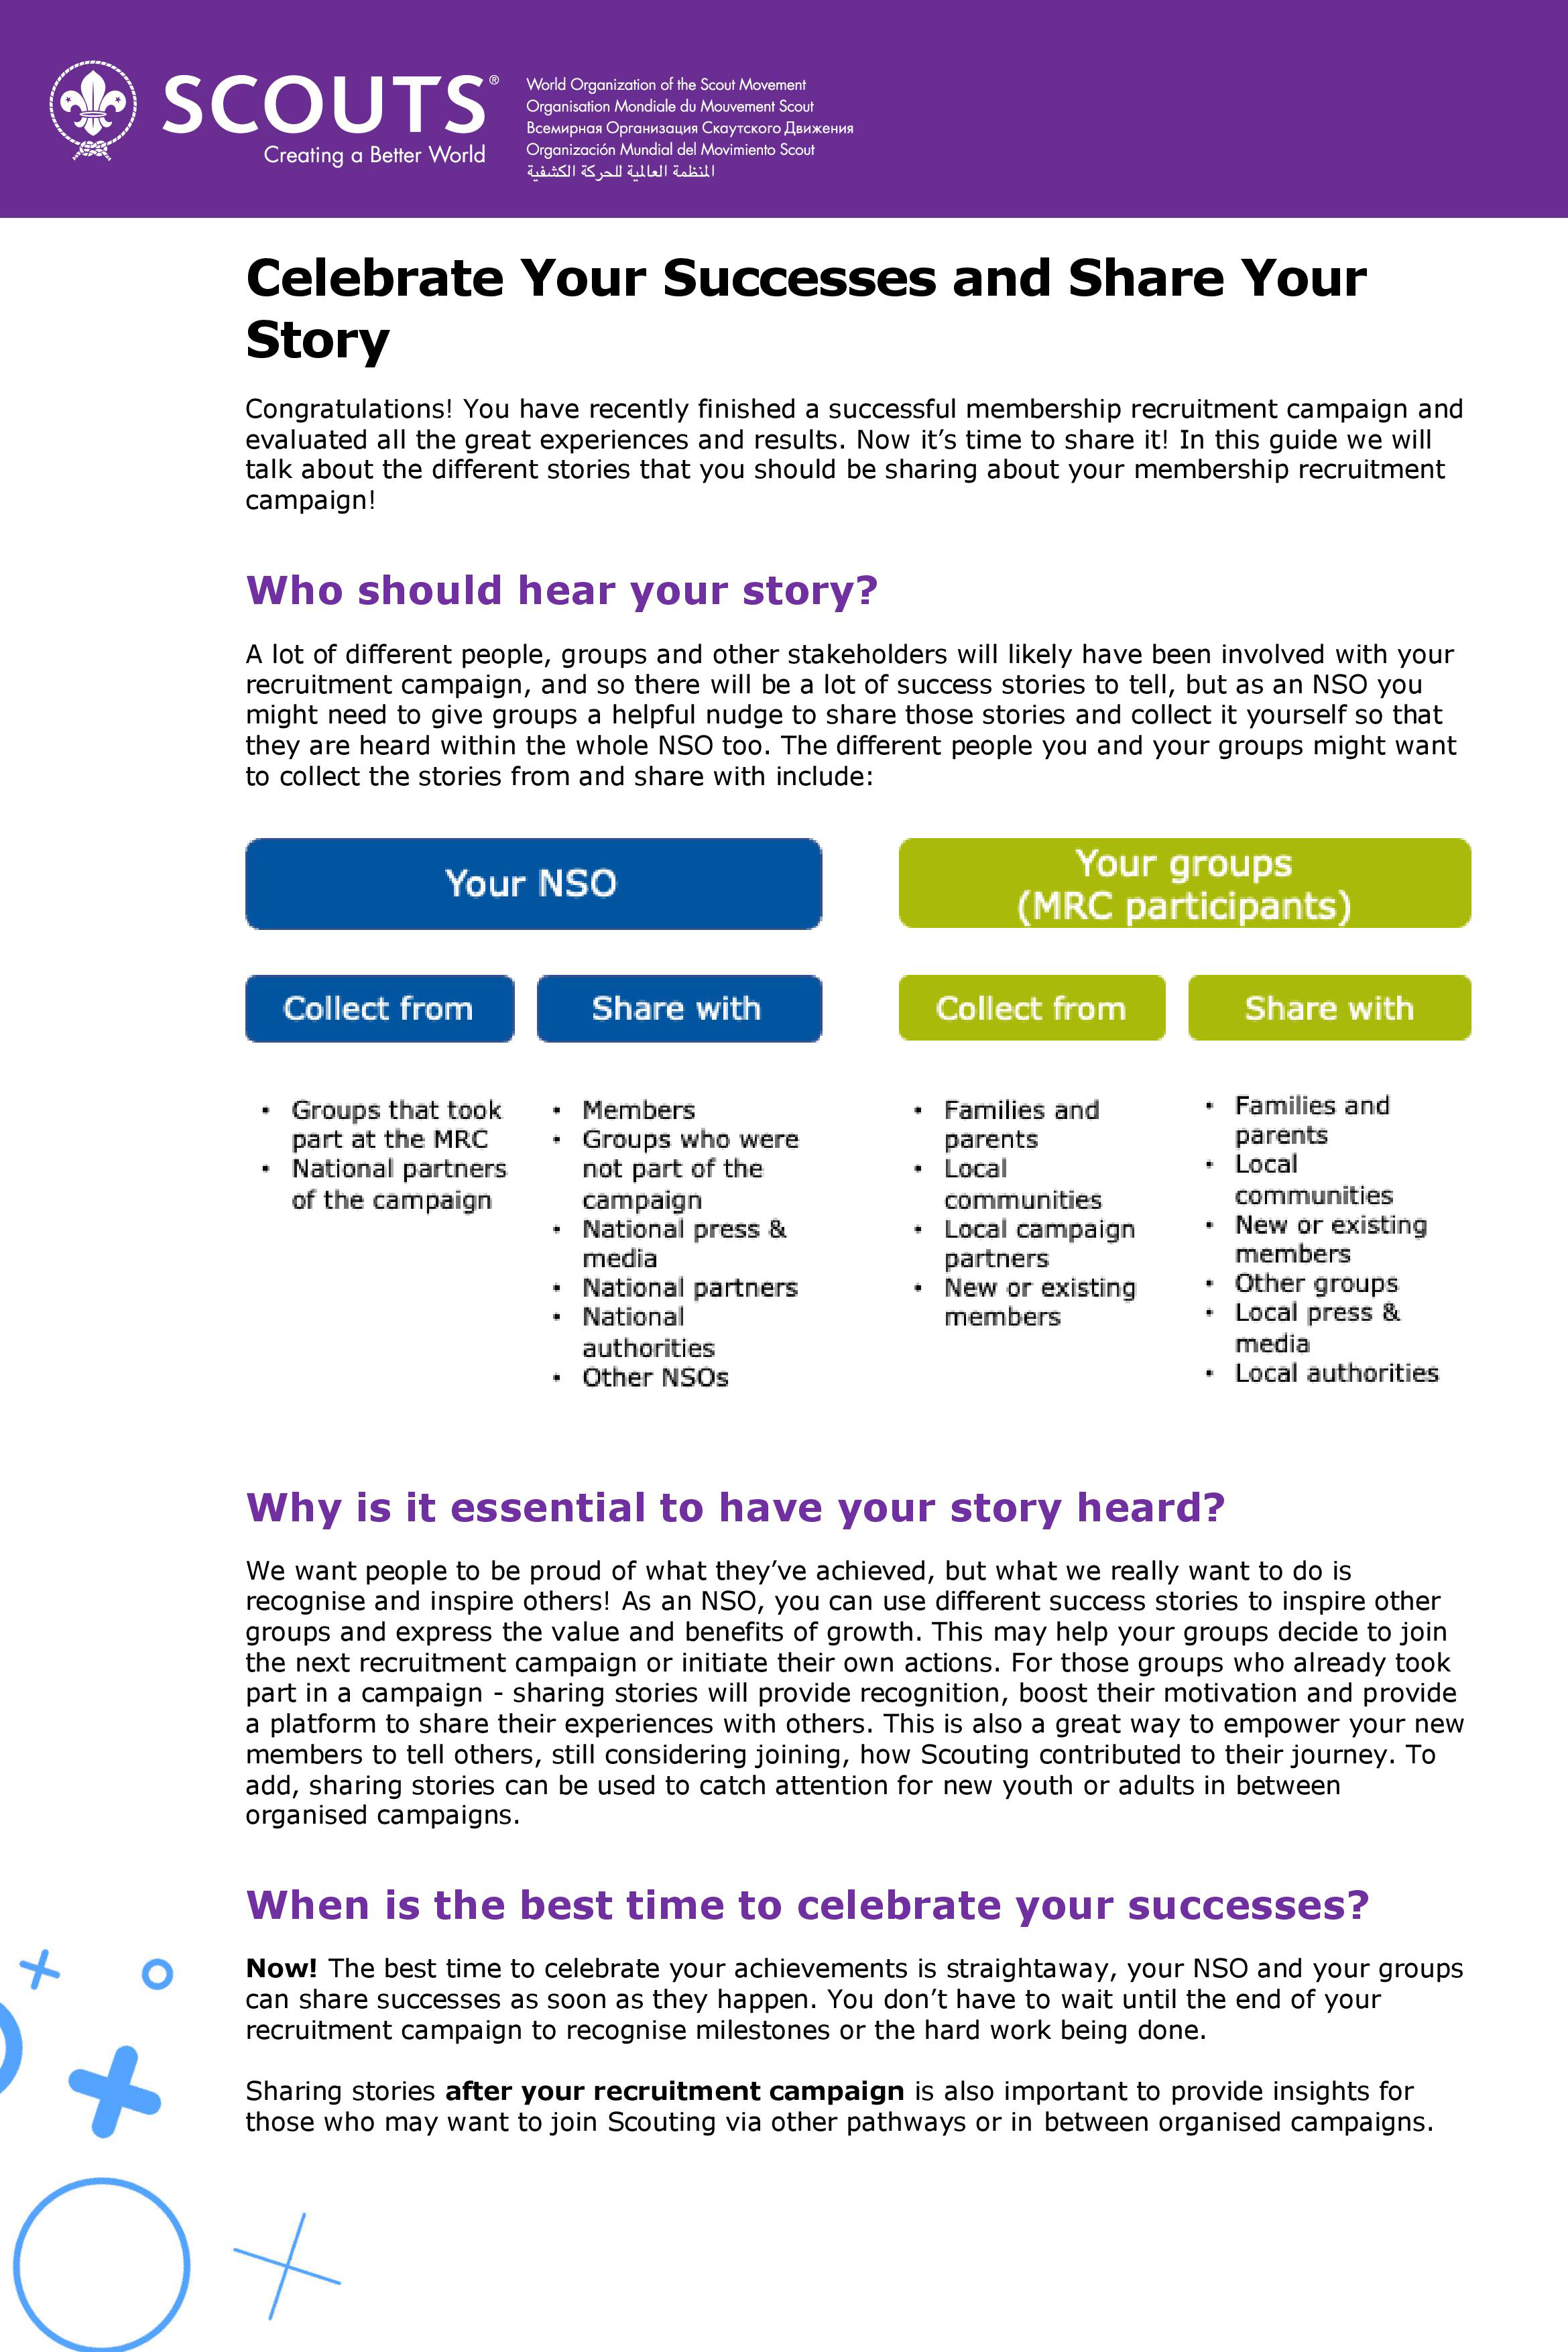 SCOUTS®
Creating a Better World
World Organization of the Scout Movement
Organisation Mondiale du Mouvement Scout
Всемирная Организация Скаутского Движения
Organización Mundial del Movimiento Scout
المنظمة العالمية للحركة الكشفية
Celebrate Your Successes and Share Your
Story
Congratulations! You have recently finished a successful membership recruitment campaign and
evaluated all the great experiences and results. Now it’s time to share it! In this guide we will
talk about the different stories that you should be sharing about your membership recruitment
campaign!
Who should hear your story?
A lot of different people, groups and other stakeholders will likely have been involved with your
recruitment campaign, and so there will be a lot of success stories to tell, but as an NSO you
might need to give groups a helpful nudge to share those stories and collect it yourself so that
they are heard within the whole NSO too. The different people you and your groups might want
to collect the stories from and share with include:
Your NSO
Collect from
• Groups that took
part at the MRC
• National partners
of the campaign
Share with
• Members
• Groups who were
not part of the
campaign
• National press &
media
• National partners
• National
authorities
• Other NSOs
Your groups
(MRC participants)
Collect from
• Families and
parents
• Local
communities
• Local campaign
partners
• New or existing
members
Share with
• Families and
parents
• Local
communities
• New or existing
members
• Other groups
• Local press &
media
• Local authorities
Why is it essential to have your story heard?
We want people to be proud of what they’ve achieved, but what we really want to do is
recognise and inspire others! As an NSO, you can use different success stories to inspire other
groups and express the value and benefits of growth. This may help your groups decide to join
the next recruitment campaign or initiate their own actions. For those groups who already took
part in a campaign - sharing stories will provide recognition, boost their motivation and provide
a platform to share their experiences with others. This is also a great way to empower your new
members to tell others, still considering joining, how Scouting contributed to their journey. To
add, sharing stories can be used to catch attention for new youth or adults in between
organised campaigns.
When is the best time to celebrate your successes?
Now! The best time to celebrate your achievements is straightaway, your NSO and your groups
can share successes as soon as they happen. You don’t have to wait until the end of your
recruitment campaign to recognise milestones or the hard work being done.
Sharing stories after your recruitment campaign is also important to provide insights for
those who may want to join Scouting via other pathways or in between organised campaigns.